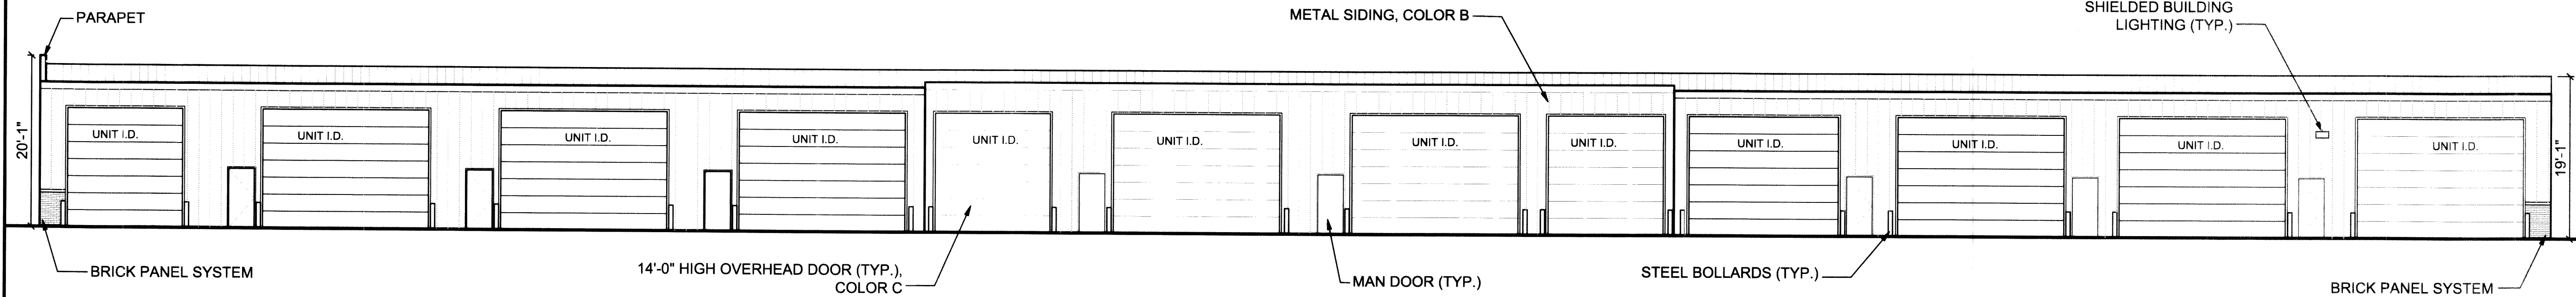 PARAPET
METAL SIDING, COLOR B
SHIELDED BUILDING
LIGHTING (TYP.)
20'-1"
UNIT I.D.
UNIT I.D.
UNIT I.D.
UNIT I.D.
UNIT I.D.
UNIT I.D.
UNIT I.D.
UNIT I.D.
UNIT I.D.
UNIT I.D.
UNIT I.D.
UNIT I.D.
19'-1"
BRICK PANEL SYSTEM
14'-0" HIGH OVERHEAD DOOR (TYP.),
COLOR C
MAN DOOR (TYP.)
STEEL BOLLARDS (TYP.)
BRICK PANEL SYSTEM